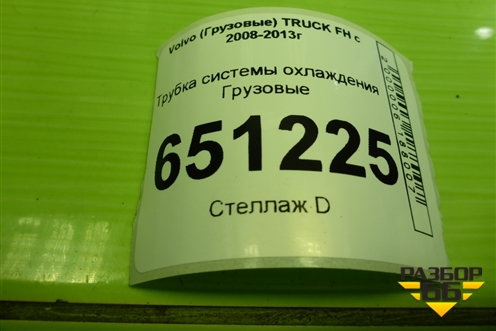 Volvo (Грузовые) TRUCK FH с
2008-2013г
Трубка системы охлаждения
Грузовые
651225
Стеллаж D
РАЗБОР
66